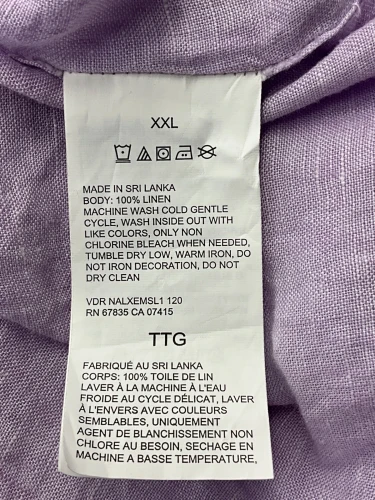 XXL
MADE IN SRI LANKA
BODY: 100% LINEN
MACHINE WASH COLD GENTLE
CYCLE, WASH INSIDE OUT WITH
LIKE COLORS, ONLY NON
CHLORINE BLEACH WHEN NEEDED,
TUMBLE DRY LOW, WARM IRON, DO
NOT IRON DECORATION, DO NOT
DRY CLEAN
VDR NALXEMSL1 120
RN 67835 CA 07415
TTG
FABRIQUÉ AU SRI LANKA
CORPS: 100% TOILE DE LIN
LAVER À LA MACHINE À L'EAU
FROIDE AU CYCLE DÉLICAT, LAVER
À L'ENVERS AVEC COULEURS
SEMBLABLES, UNIQUEMENT
AGENT DE BLANCHISSEMENT NON
CHLORE AU BESOIN, SECHAGE EN
MACHINE A BASSE TEMPERATURE,